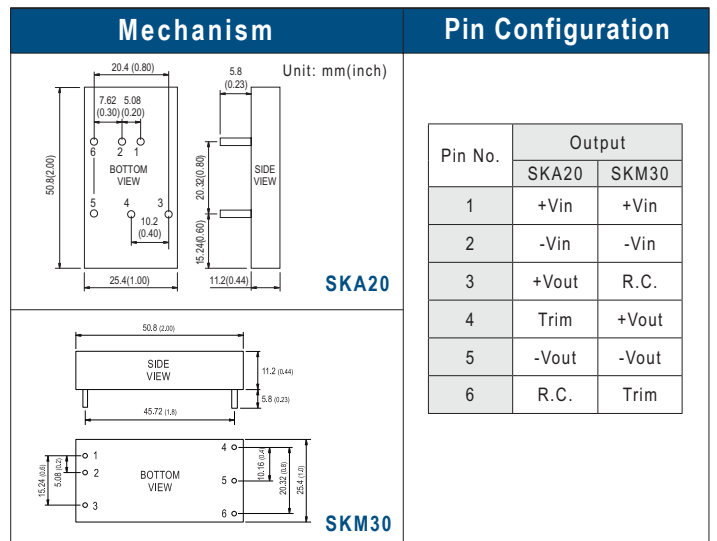 Mechanism
Unit: mm(inch)
20.4 (0.80)
5.8
(0.23)
7.62 5.08
(0.30)(0.20)
6 2 1
BOTTOM
VIEW
SIDE
VIEW
50.8(2.00)
20.32(0.80)
5 4 3
10.2
(0.40)
15.24(0.60)
25.4(1.00)
11.2(0.44)
SKA20
50.8 (2.00)
SIDE
VIEW
11.2 (0.44)
5.8 (0.23)
45.72 (1.8)
1
2
3
15.24 (0.6)
5.08 (0.2)
BOTTOM
VIEW
4
5
6
10.16 (0.4)
20.32 (0.8)
25.4 (1.0)
SKM30
Pin Configuration
Pin No. Output
SKA20 SKM30
1 +Vin +Vin
2 -Vin -Vin
3 +Vout R.C.
4 Trim +Vout
5 -Vout -Vout
6 R.C. Trim